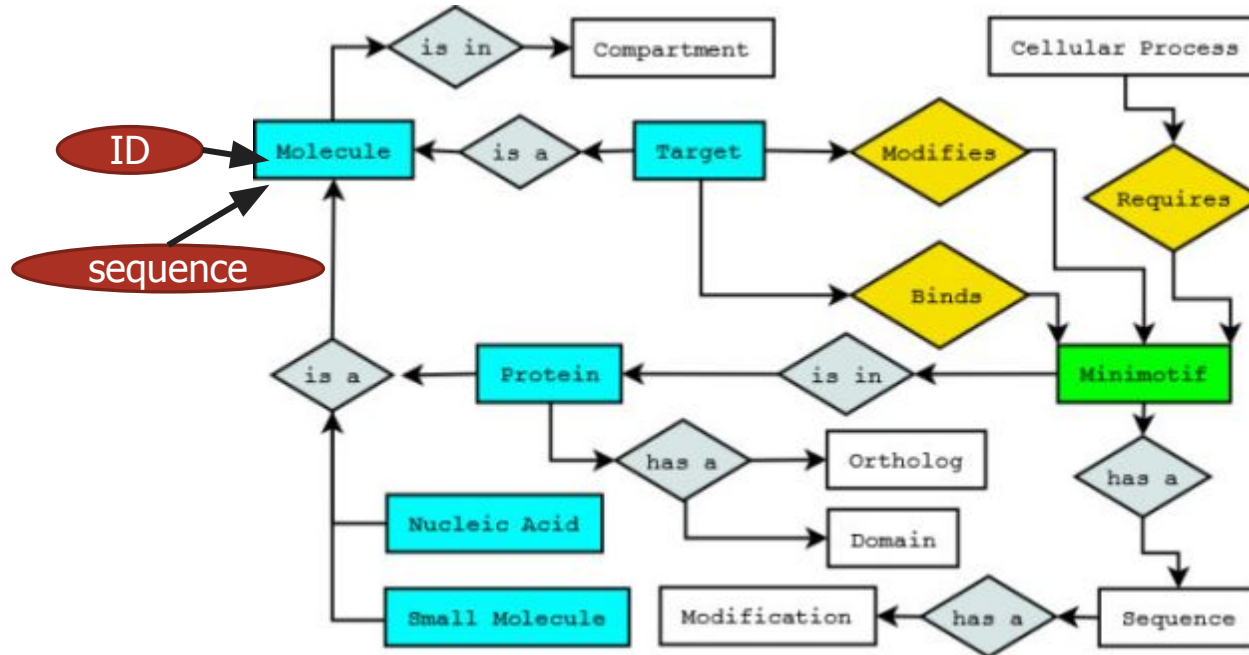 is in
Compartment
Cellular Process
ID
Molecule
is a
Target
Modifies
Requires
sequence
Binds
is a
Protein
is in
Minimotif
has a
Ortholog
has a
Nucleic Acid
Domain
Small Molecule
Modification
has a
Sequence